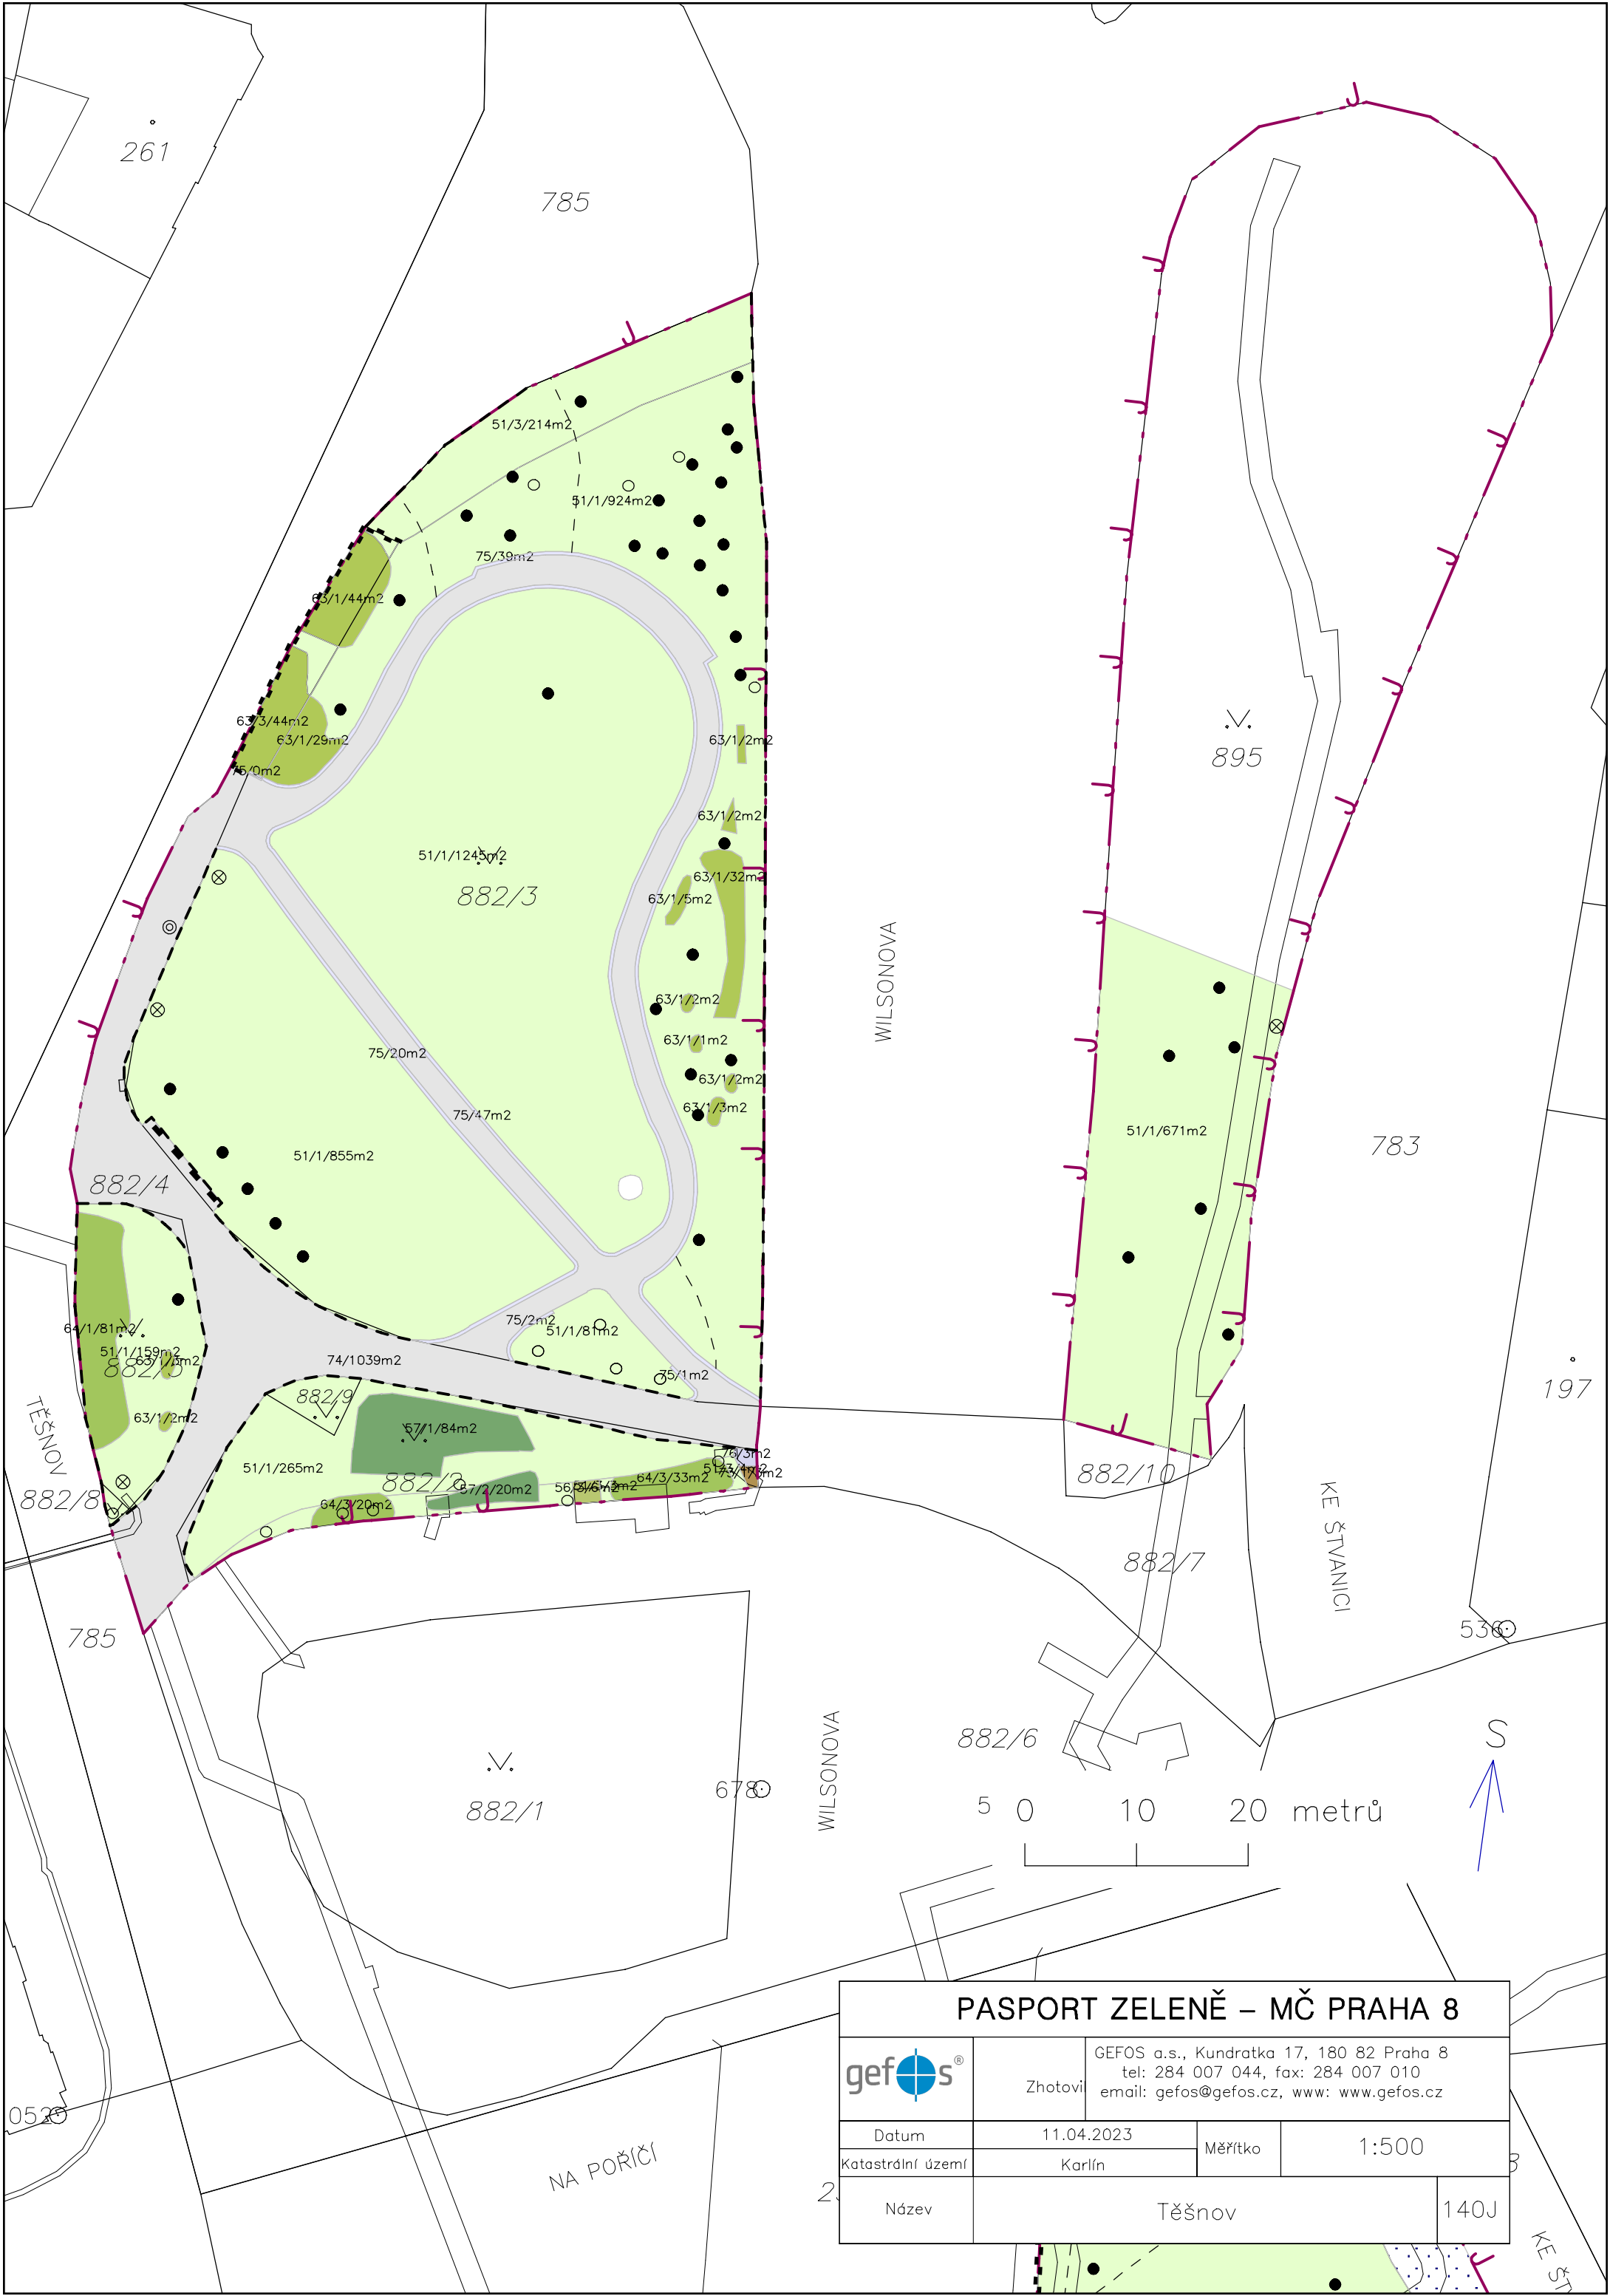 261
785
51/3/214m2
51/1/924m2
75/39m2
63/1/44m2
63/3/44m2
63/1/29m2
75/0m2
63/1/2m2
895
63/1/2m2
51/1/1245m2
882/3
63/1/32m2
63/1/5m2
WILSONOVA
63/1/2m2
63/1/1m2
75/20m2
63/1/2m2
63/1/3m2
75/47m2
51/1/671m2
783
51/1/855m2
882/4
75/2m2
51/1/81m2
64/1/81m2
51/1/159m2
63/1/3m2
74/1039m2
75/1m2
197
882/9
TĚŠNOV
63/1/2m2
57/1/84m2
76/3m2
51/1/265m2
882/2
64/3/33m2
73/1/3m2
882/10
57/2/20m2
882/8
64/3/20m2
KE ŠTVANICI
882/7
785
536
882/6
S
WILSONOVA
678
882/1
5 0 10 20 metrů
PASPORT ZELENĚ – MČ PRAHA 8
gefos®
Zhotovil
GEFOS a.s., Kundratka 17, 180 82 Praha 8
tel: 284 007 044, fax: 284 007 010
email: gefos@gefos.cz, www: www.gefos.cz
052
Datum
11.04.2023
Měřítko
1:500
Katastrální území
Karlín
NA POŘÍČÍ
Název
Těšnov
140J
KE ŠT